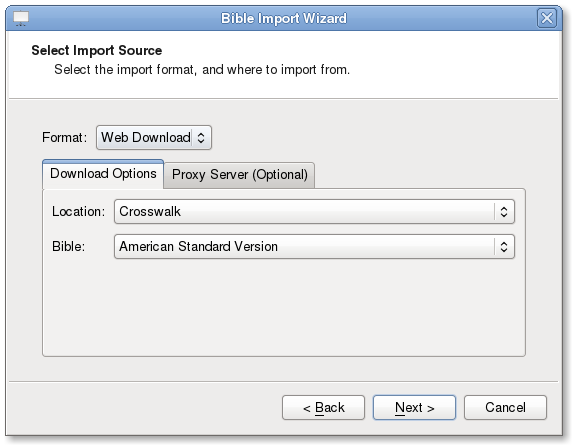 Bible Import Wizard
Select Import Source
Select the import format, and where to import from.
Format: Web Download
Download Options Proxy Server (Optional)
Location: Crosswalk
Bible: American Standard Version
< Back Next > Cancel